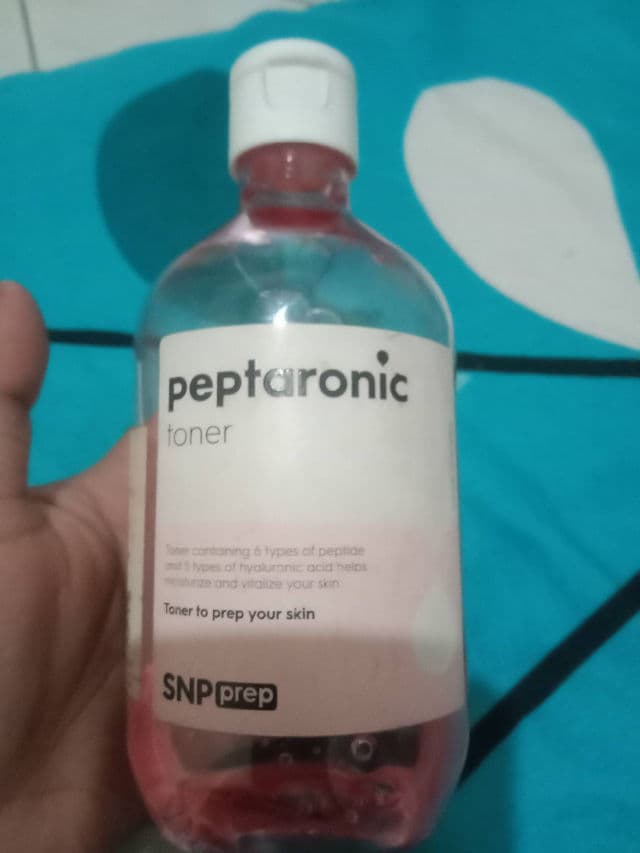 peptaronic
toner
Toner containing 6 types of peptide
and 5 types of hyaluronic acid helps
moisturize and vitalize your skin
Toner to prep your skin
SNP prep